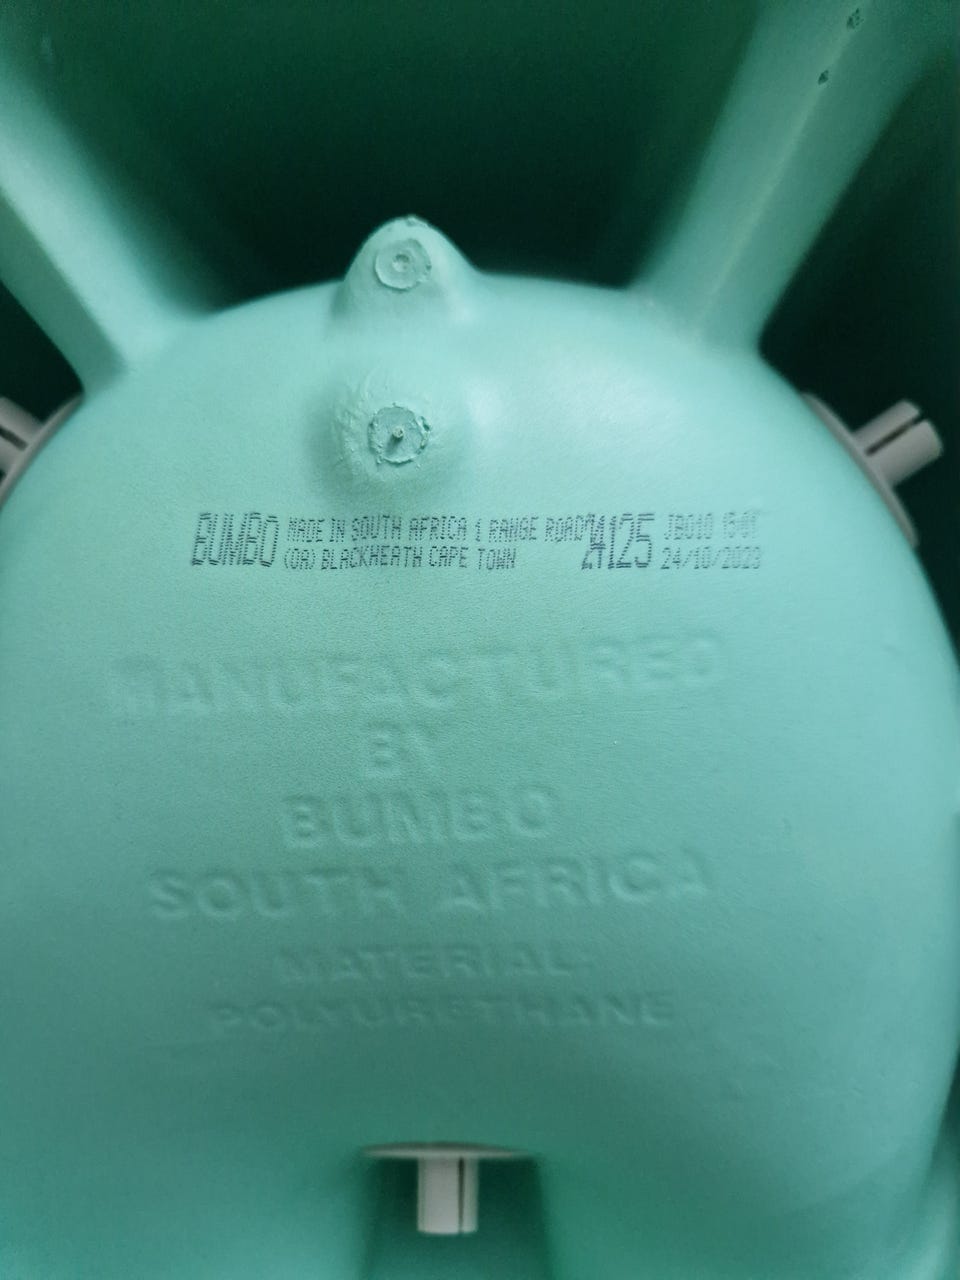 BUMBO MADE IN SOUTH AFRICA 1 RANGE ROAD
(OA) BLACKHEATH CAPE TOWN
JB010
24/10/2023
MANUFACTURED
BY
BUMBO
SOUTH AFRICA
MATERIAL:
POLYURETHANE